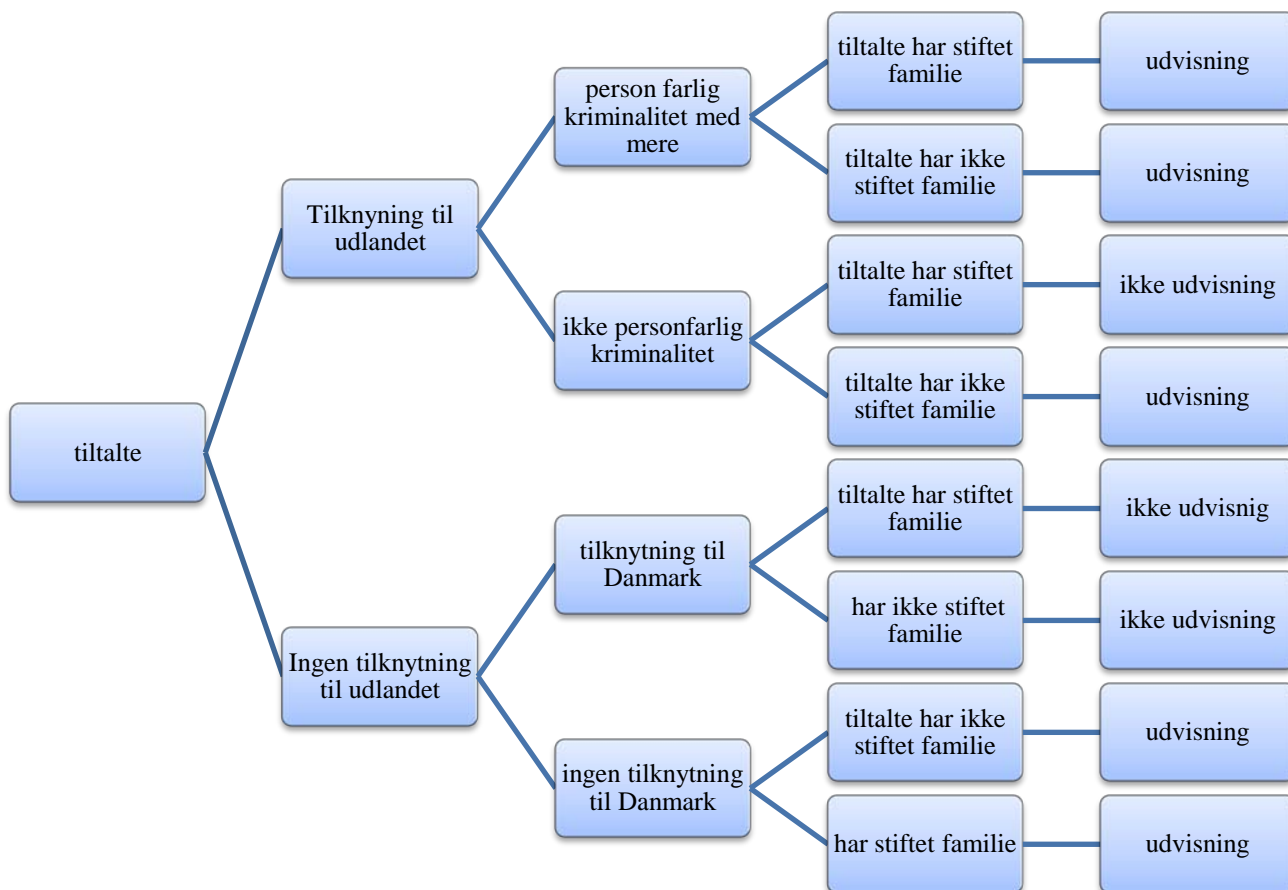 tiltalte
Tilknyning til
udlandet
person farlig
kriminalitet med
mere
tiltalte har stiftet
familie
udvisning
tiltalte har ikke
stiftet familie
udvisning
ikke personfarlig
kriminalitet
tiltalte har stiftet
familie
ikke udvisning
tiltalte har ikke
stiftet familie
udvisning
Ingen tilknytning
til udlandet
tilknytning til
Danmark
tiltalte har stiftet
familie
ikke udvisnig
har ikke stiftet
familie
ikke udvisning
ingen tilknytning
til Danmark
tiltalte har ikke
stiftet familie
udvisning
har stiftet familie
udvisning